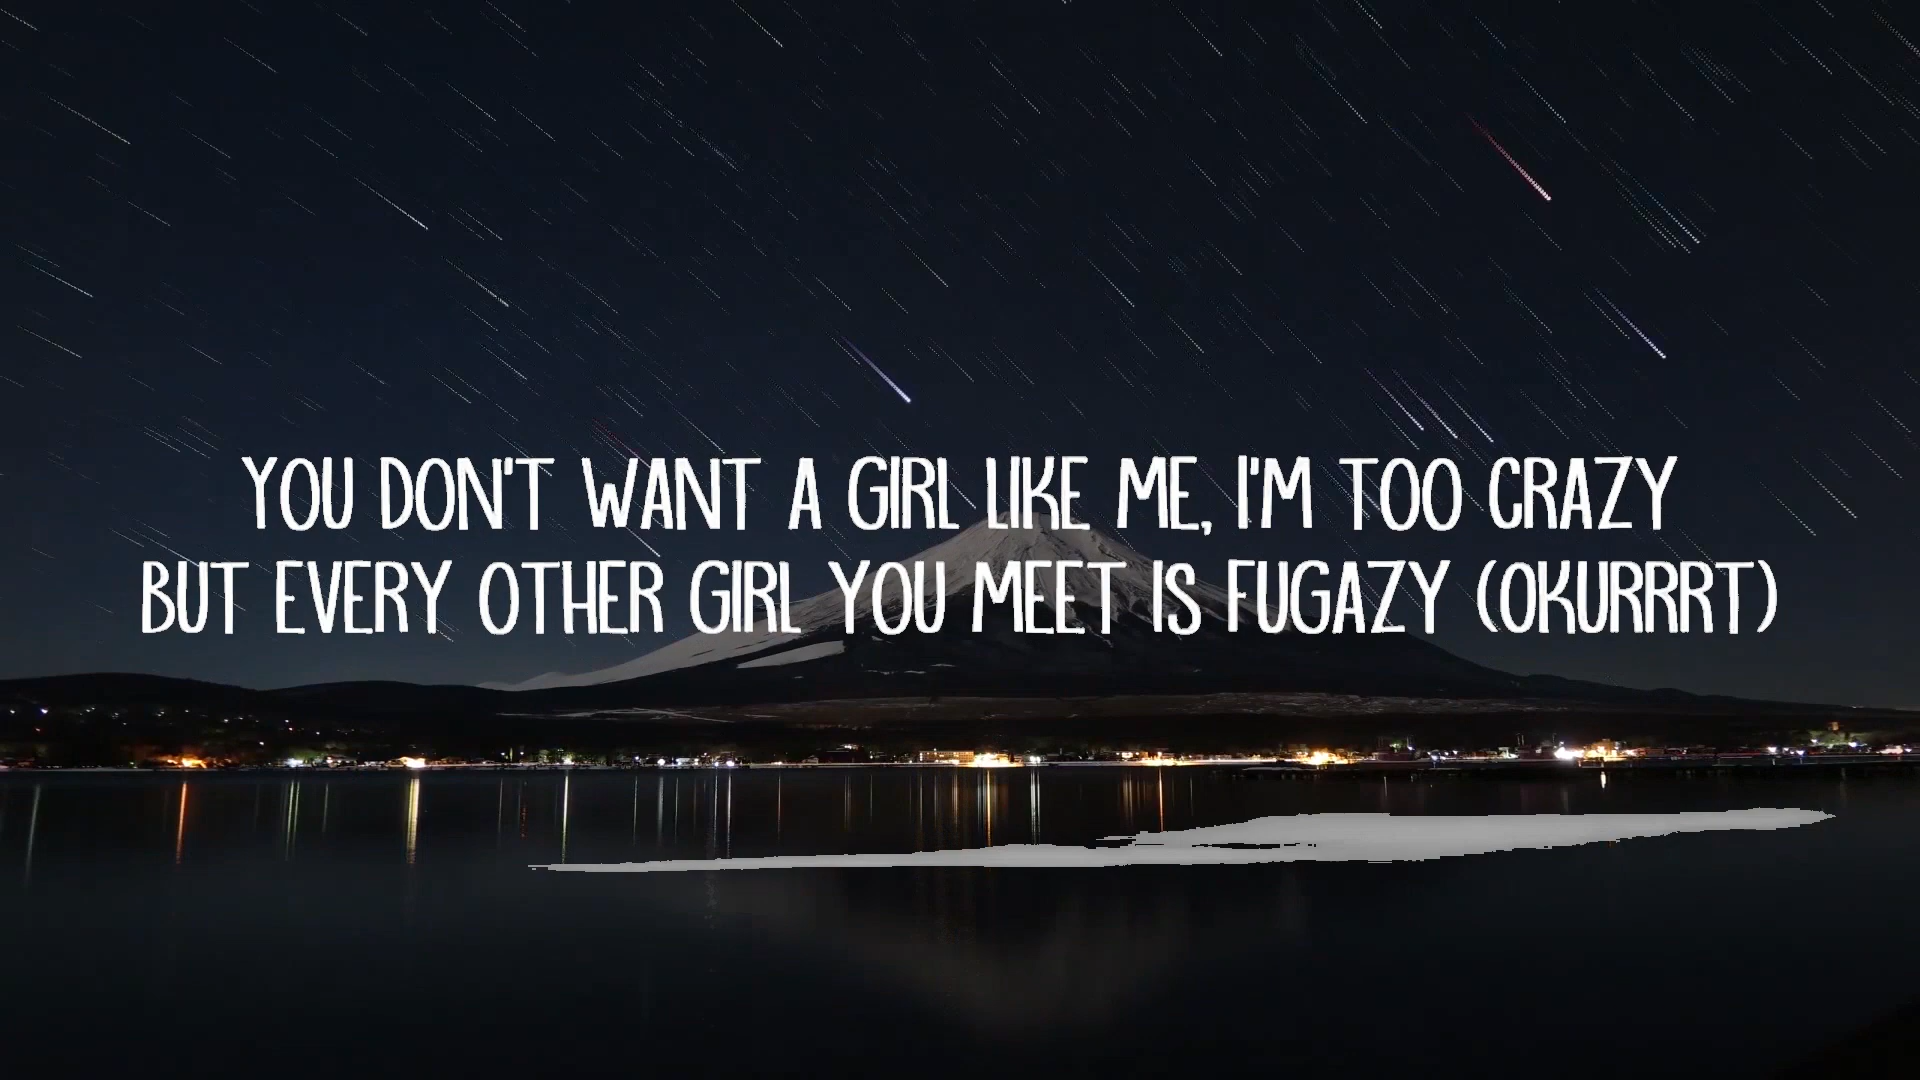 YOU DON'T WANT A GIRL LIKE ME, I'M TOO CRAZY
BUT EVERY OTHER GIRL YOU MEET IS FUGAZY (OKURRRT)